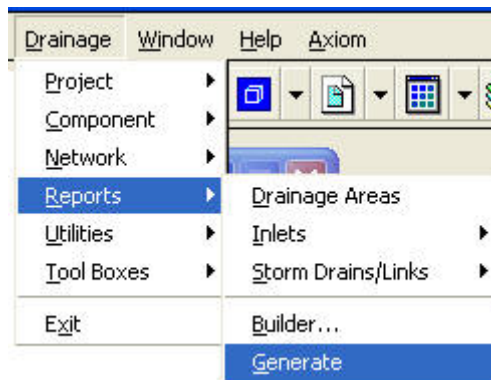 Drainage Window Help Axiom
Project
Component
Network
Reports
Utilities
Tool Boxes
Exit
Drainage Areas
Inlets
Storm Drains/Links
Builder...
Generate